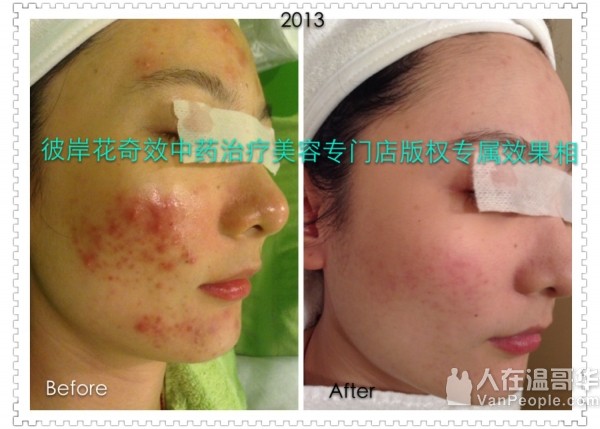 2013
彼岸花奇效中药治疗美容专门店版权专属效果相
Before
After
人在温哥华
VanPeople.com